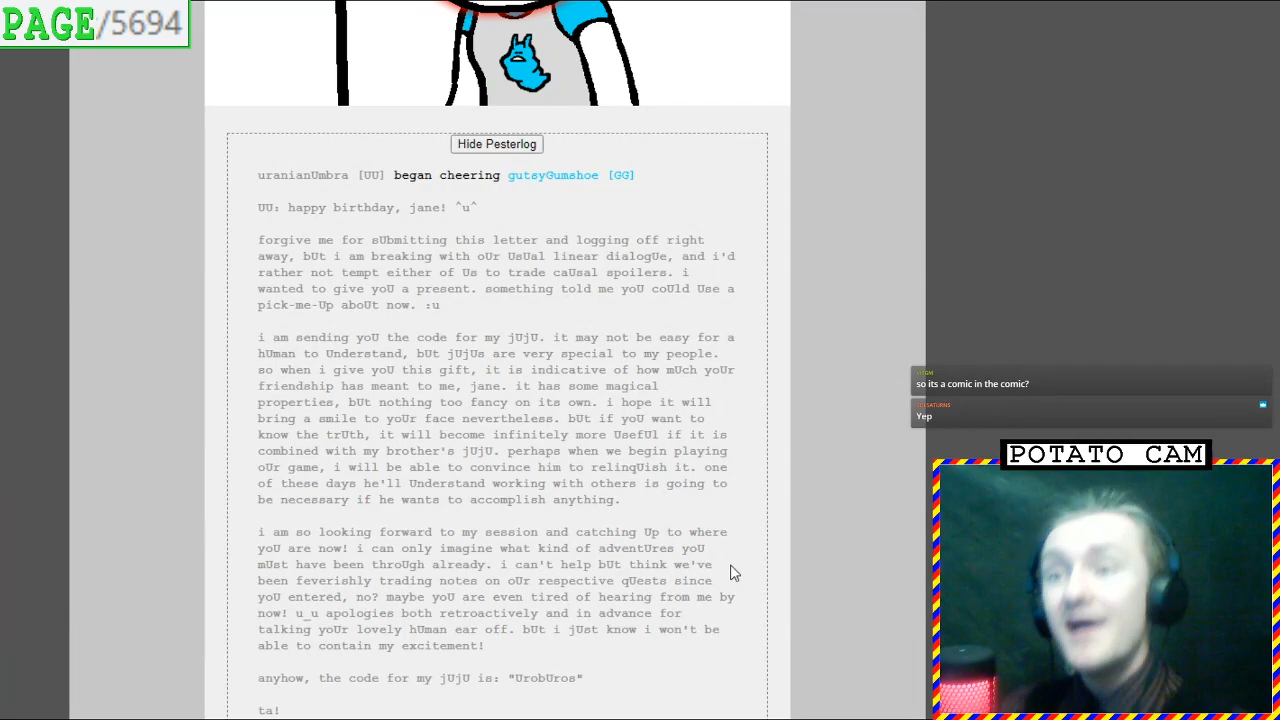 PAGE/5694
Hide Pesterlog
uranianUmbra [UU] began cheering gutsyGumshoe [GG]
UU: happy birthday, jane! ^u^
forgive me for sUbmitting this letter and logging off right
away, bUt i am breaking with oUr UsUal linear dialogUe, and i'd
rather not tempt either of Us to trade caUsal spoilers. i
wanted to give yoU a present. something told me yoU coUld Use a
pick-me-Up aboUt now. :u
i am sending yoU the code for my jUjU. it may not be easy for a
hUman to Understand, bUt jUjUs are very special to my people.
so when i give yoU this gift, it is indicative of how mUch yoUr
friendship has meant to me, jane. it has some magical
properties, bUt nothing too fancy on its own. i hope it will
bring a smile to yoUr face nevertheless. bUt if yoU want to
know the trUth, it will become infinitely more UsefUl if it is
combined with my brother's jUjU. perhaps when we begin playing
oUr game, i will be able to convince him to relinqUish it. one
of these days he'll Understand working with others is going to
be necessary if he wants to accomplish anything.
i am so looking forward to my session and catching Up to where
yoU are now! i can only imagine what kind of adventUres yoU
mUst have been throUgh already. i can't help bUt think we've
been feverishly trading notes on oUr respective qUests since
yoU entered, no? maybe yoU are even tired of hearing from me by
now! u_u apologies both retroactively and in advance for
talking yoUr lovely hUman ear off. bUt i jUst know i won't be
able to contain my excitement!
anyhow, the code for my jUjU is: "UrobUros"
ta!
so its a comic in the comic?
Yep
POTATO CAM